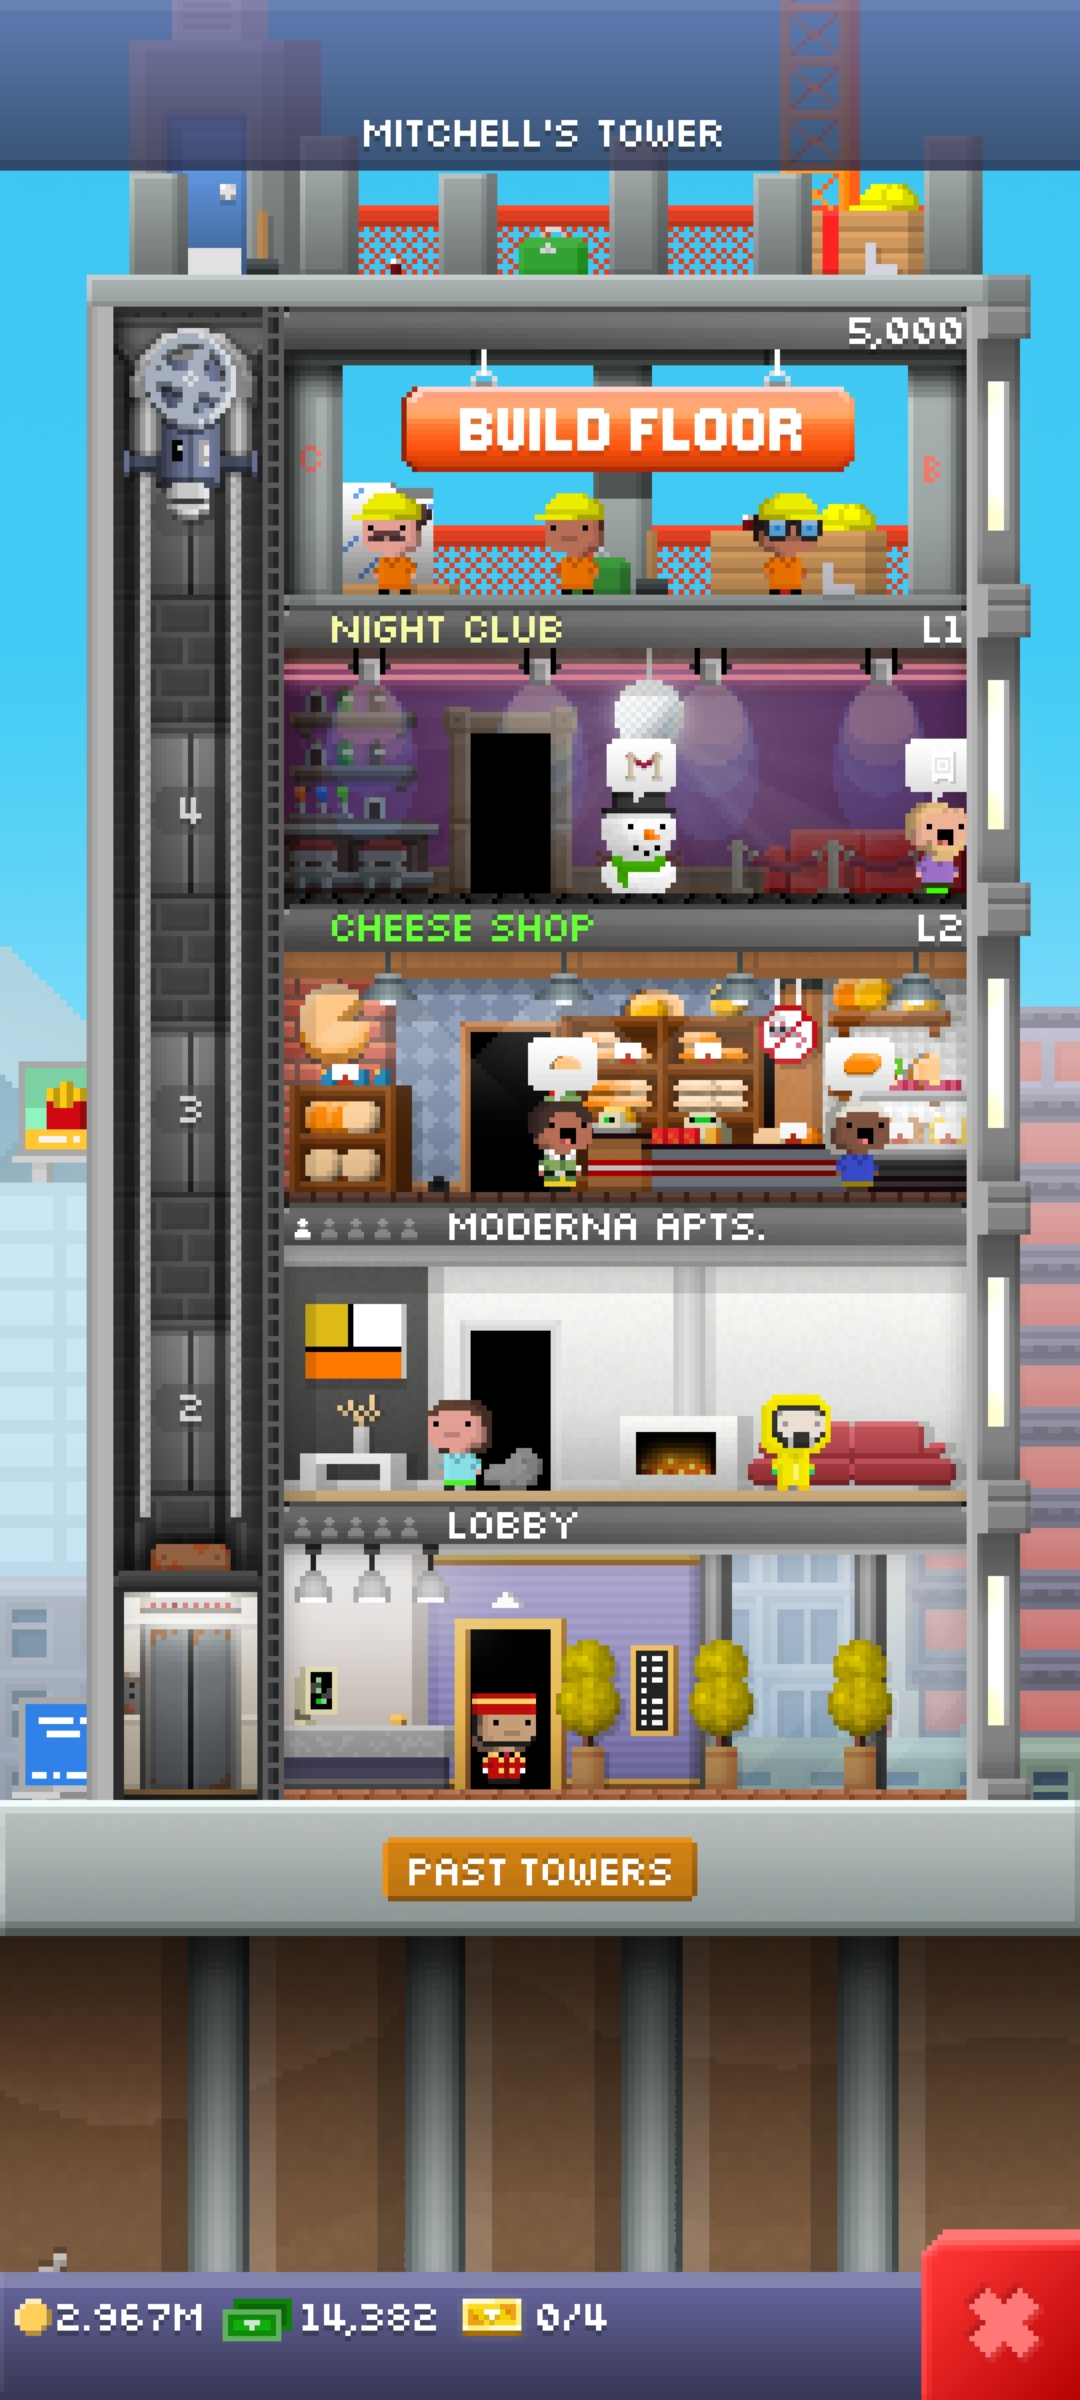 MITCHELL'S TOWER
5,000
BUILD FLOOR
C
B
NIGHT CLUB
L1
4
CHEESE SHOP
L2
3
MODERNA APTS.
2
LOBBY
PAST TOWERS
2.967M
14,382
0/4